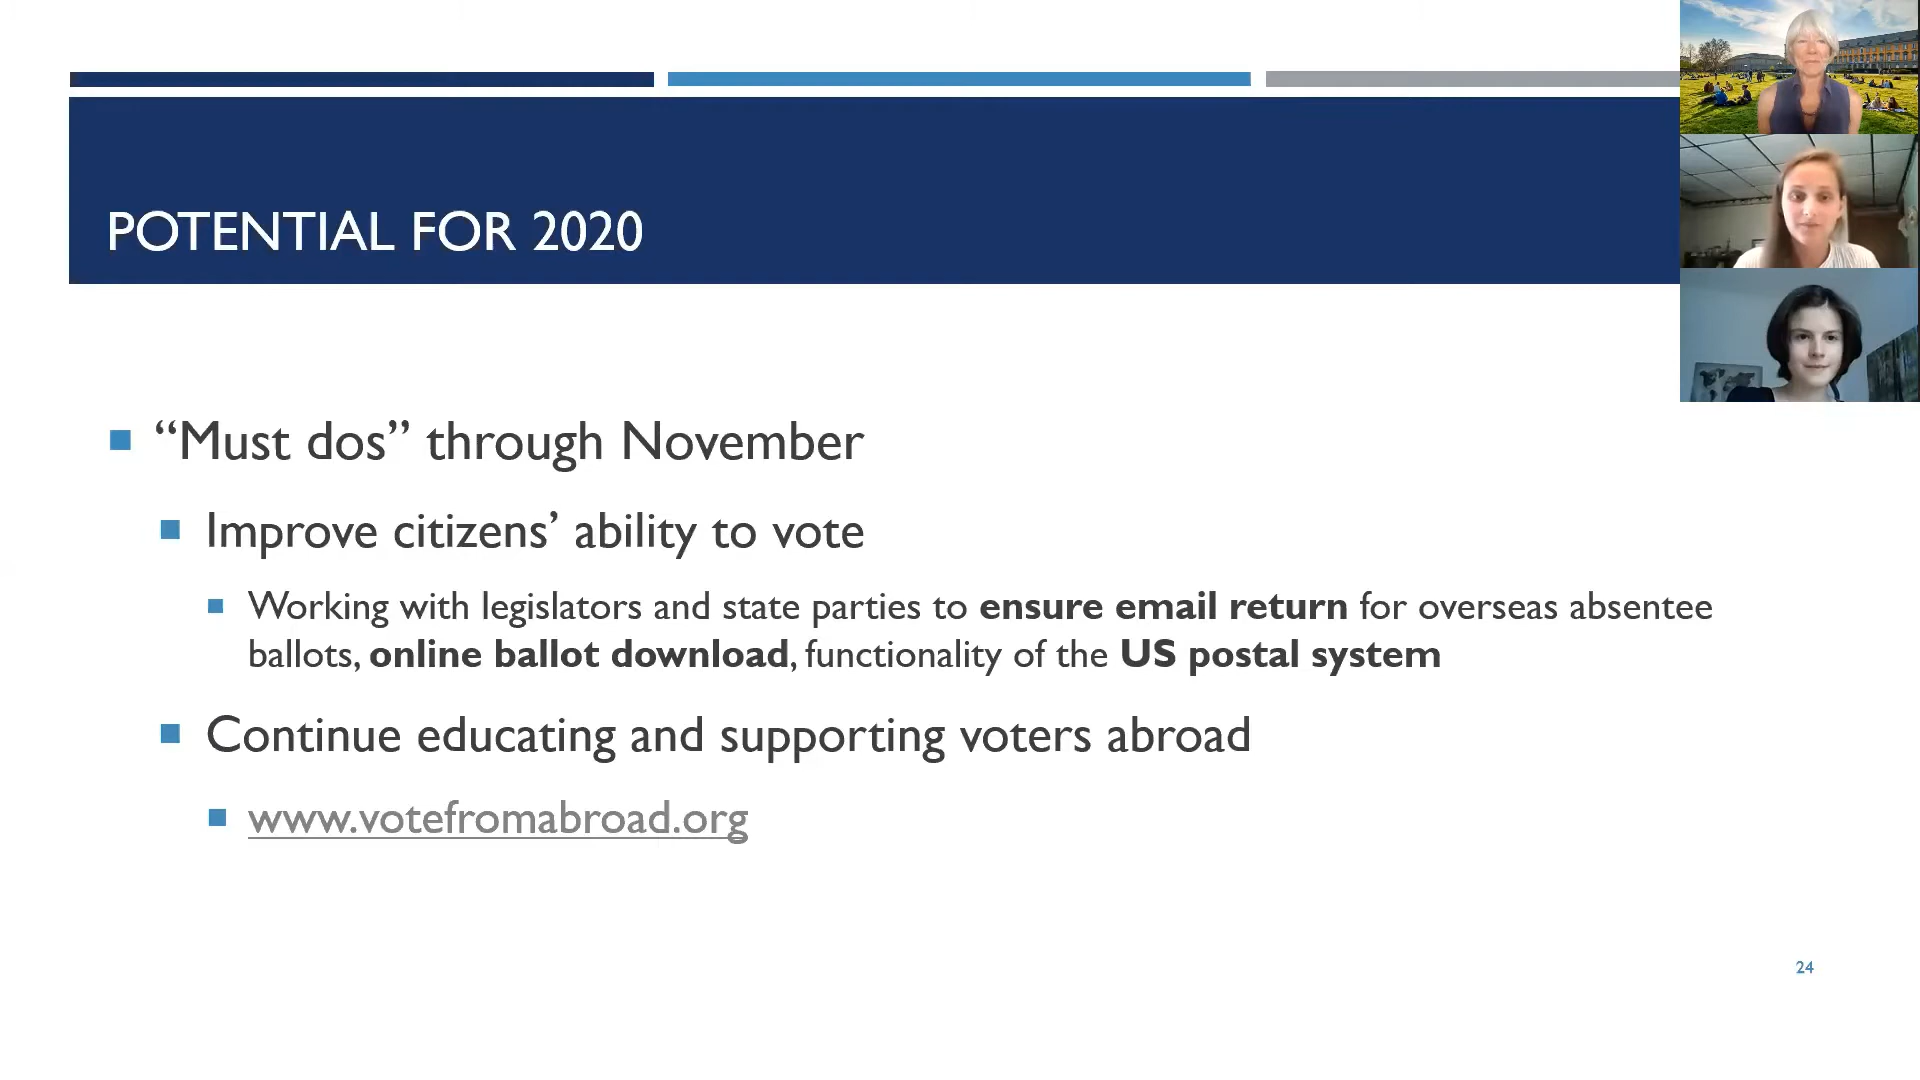 POTENTIAL FOR 2020
“Must dos” through November
Improve citizens’ ability to vote
Working with legislators and state parties to ensure email return for overseas absentee
ballots, online ballot download, functionality of the US postal system
Continue educating and supporting voters abroad
www.votefromabroad.org
24